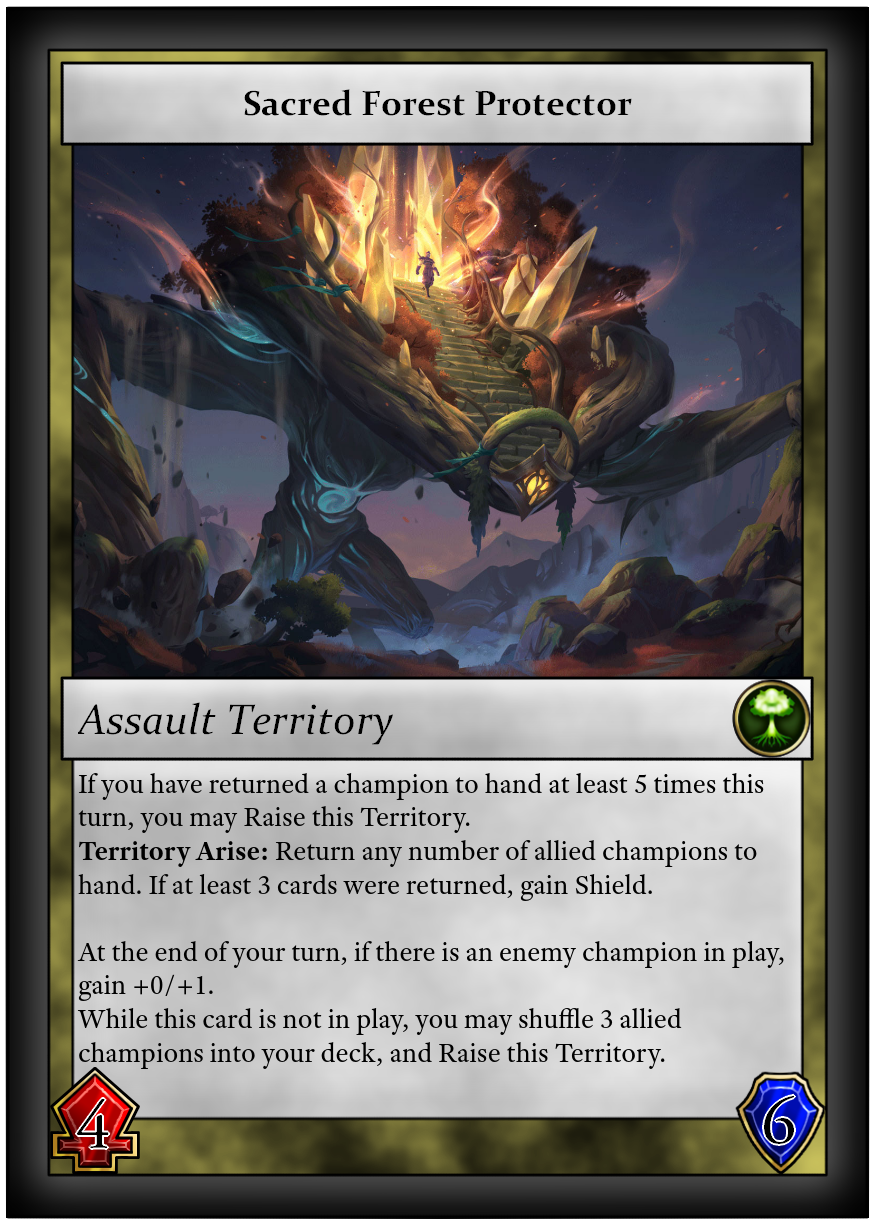 Sacred Forest Protector
Assault Territory
If you have returned a champion to hand at least 5 times this
turn, you may Raise this Territory.
Territory Arise: Return any number of allied champions to
hand. If at least 3 cards were returned, gain Shield.
At the end of your turn, if there is an enemy champion in play,
gain +0/+1.
While this card is not in play, you may shuffle 3 allied
champions into your deck, and Raise this Territory.
4
6